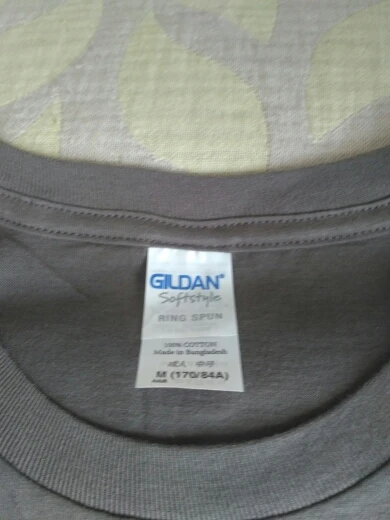 GILDAN®
Softstyle
RING SPUN
100% COTTON
Made in Bangladesh
M (170/84A)